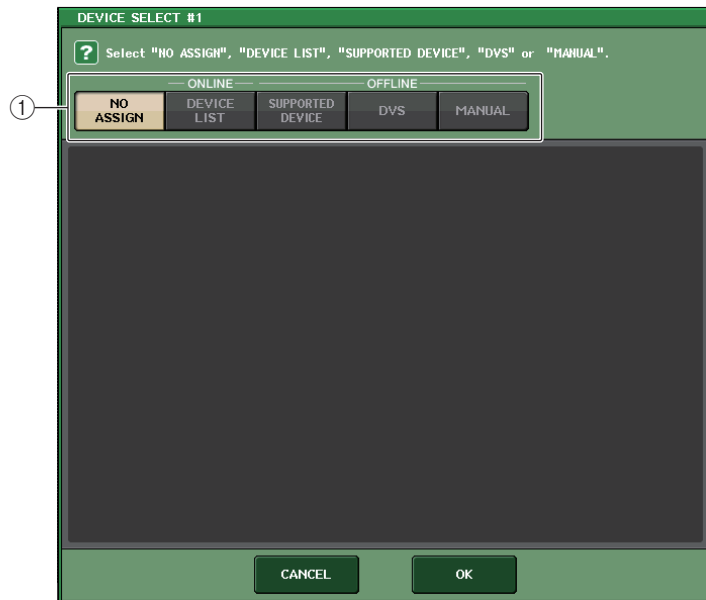 DEVICE SELECT #1
? Select "NO ASSIGN", "DEVICE LIST", "SUPPORTED DEVICE", "DVS" or "MANUAL".
ONLINE OFFLINE
1
NO ASSIGN
DEVICE LIST
SUPPORTED DEVICE
DVS
MANUAL
CANCEL
OK